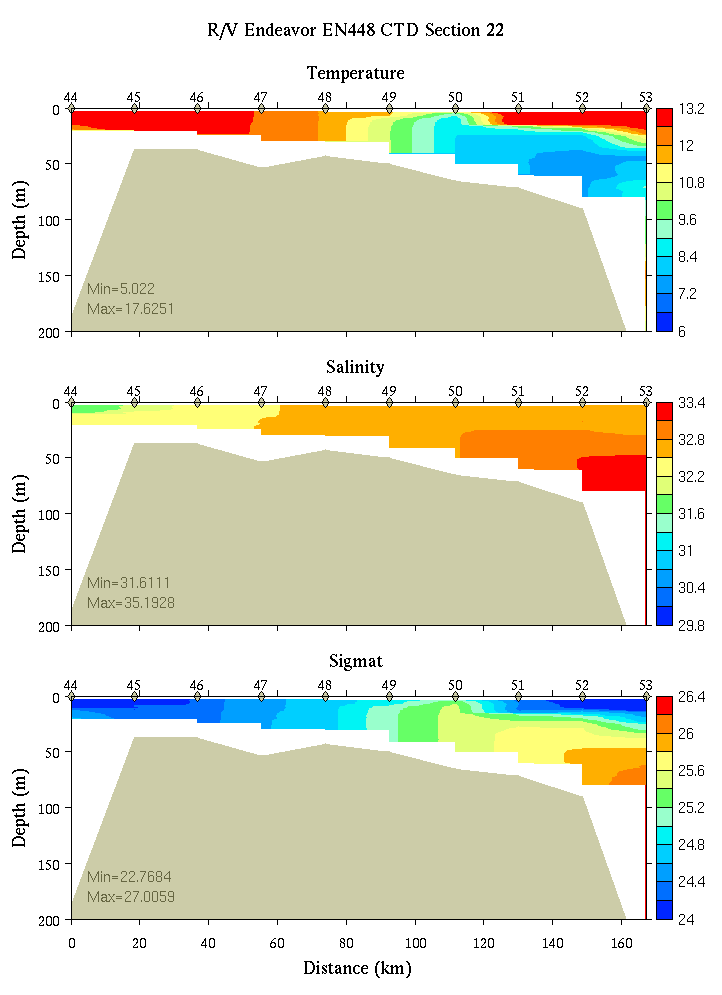 R/V Endeavor EN448 CTD Section 22
Temperature
44 45 46 47 48 49 50 51 52 53
0
50
100
150
200
Depth (m)
Min=5.022
Max=17.6251
13.2
12
10.8
9.6
8.4
7.2
6
Salinity
44 45 46 47 48 49 50 51 52 53
0
50
100
150
200
Depth (m)
Min=31.6111
Max=35.1928
33.4
32.8
32.2
31.6
31
30.4
29.8
Sigmat
44 45 46 47 48 49 50 51 52 53
0
50
100
150
200
Depth (m)
Min=22.7684
Max=27.0059
26.4
26
25.6
25.2
24.8
24.4
24
0 20 40 60 80 100 120 140 160
Distance (km)